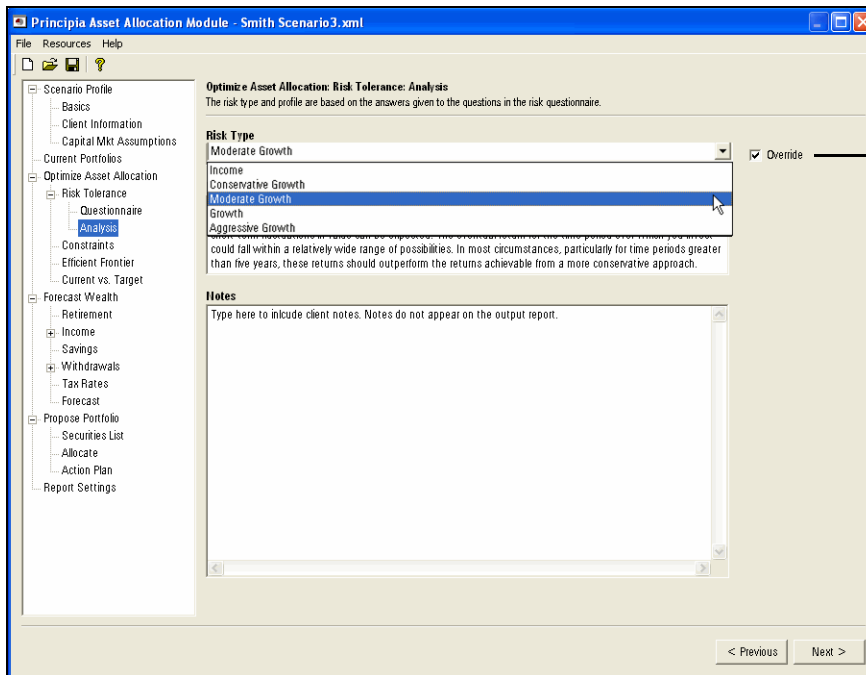 Principia Asset Allocation Module - Smith Scenario3.xml
File Resources Help
Scenario Profile
Basics
Client Information
Capital Mkt Assumptions
Current Portfolios
Optimize Asset Allocation
Risk Tolerance
Questionnaire
Analysis
Constraints
Efficient Frontier
Current vs. Target
Forecast Wealth
Retirement
Income
Savings
Withdrawals
Tax Rates
Forecast
Propose Portfolio
Securities List
Allocate
Action Plan
Report Settings
Optimize Asset Allocation: Risk Tolerance: Analysis
The risk type and profile are based on the answers given to the questions in the risk questionnaire.
Risk Type
Moderate Growth
Override
Income
Conservative Growth
Moderate Growth
Growth
Aggressive Growth
could fall within a relatively wide range of possibilities. In most circumstances, particularly for time periods greater
than five years, these returns should outperform the returns achievable from a more conservative approach.
Notes
Type here to inlcude client notes. Notes do not appear on the output report.
< Previous
Next >